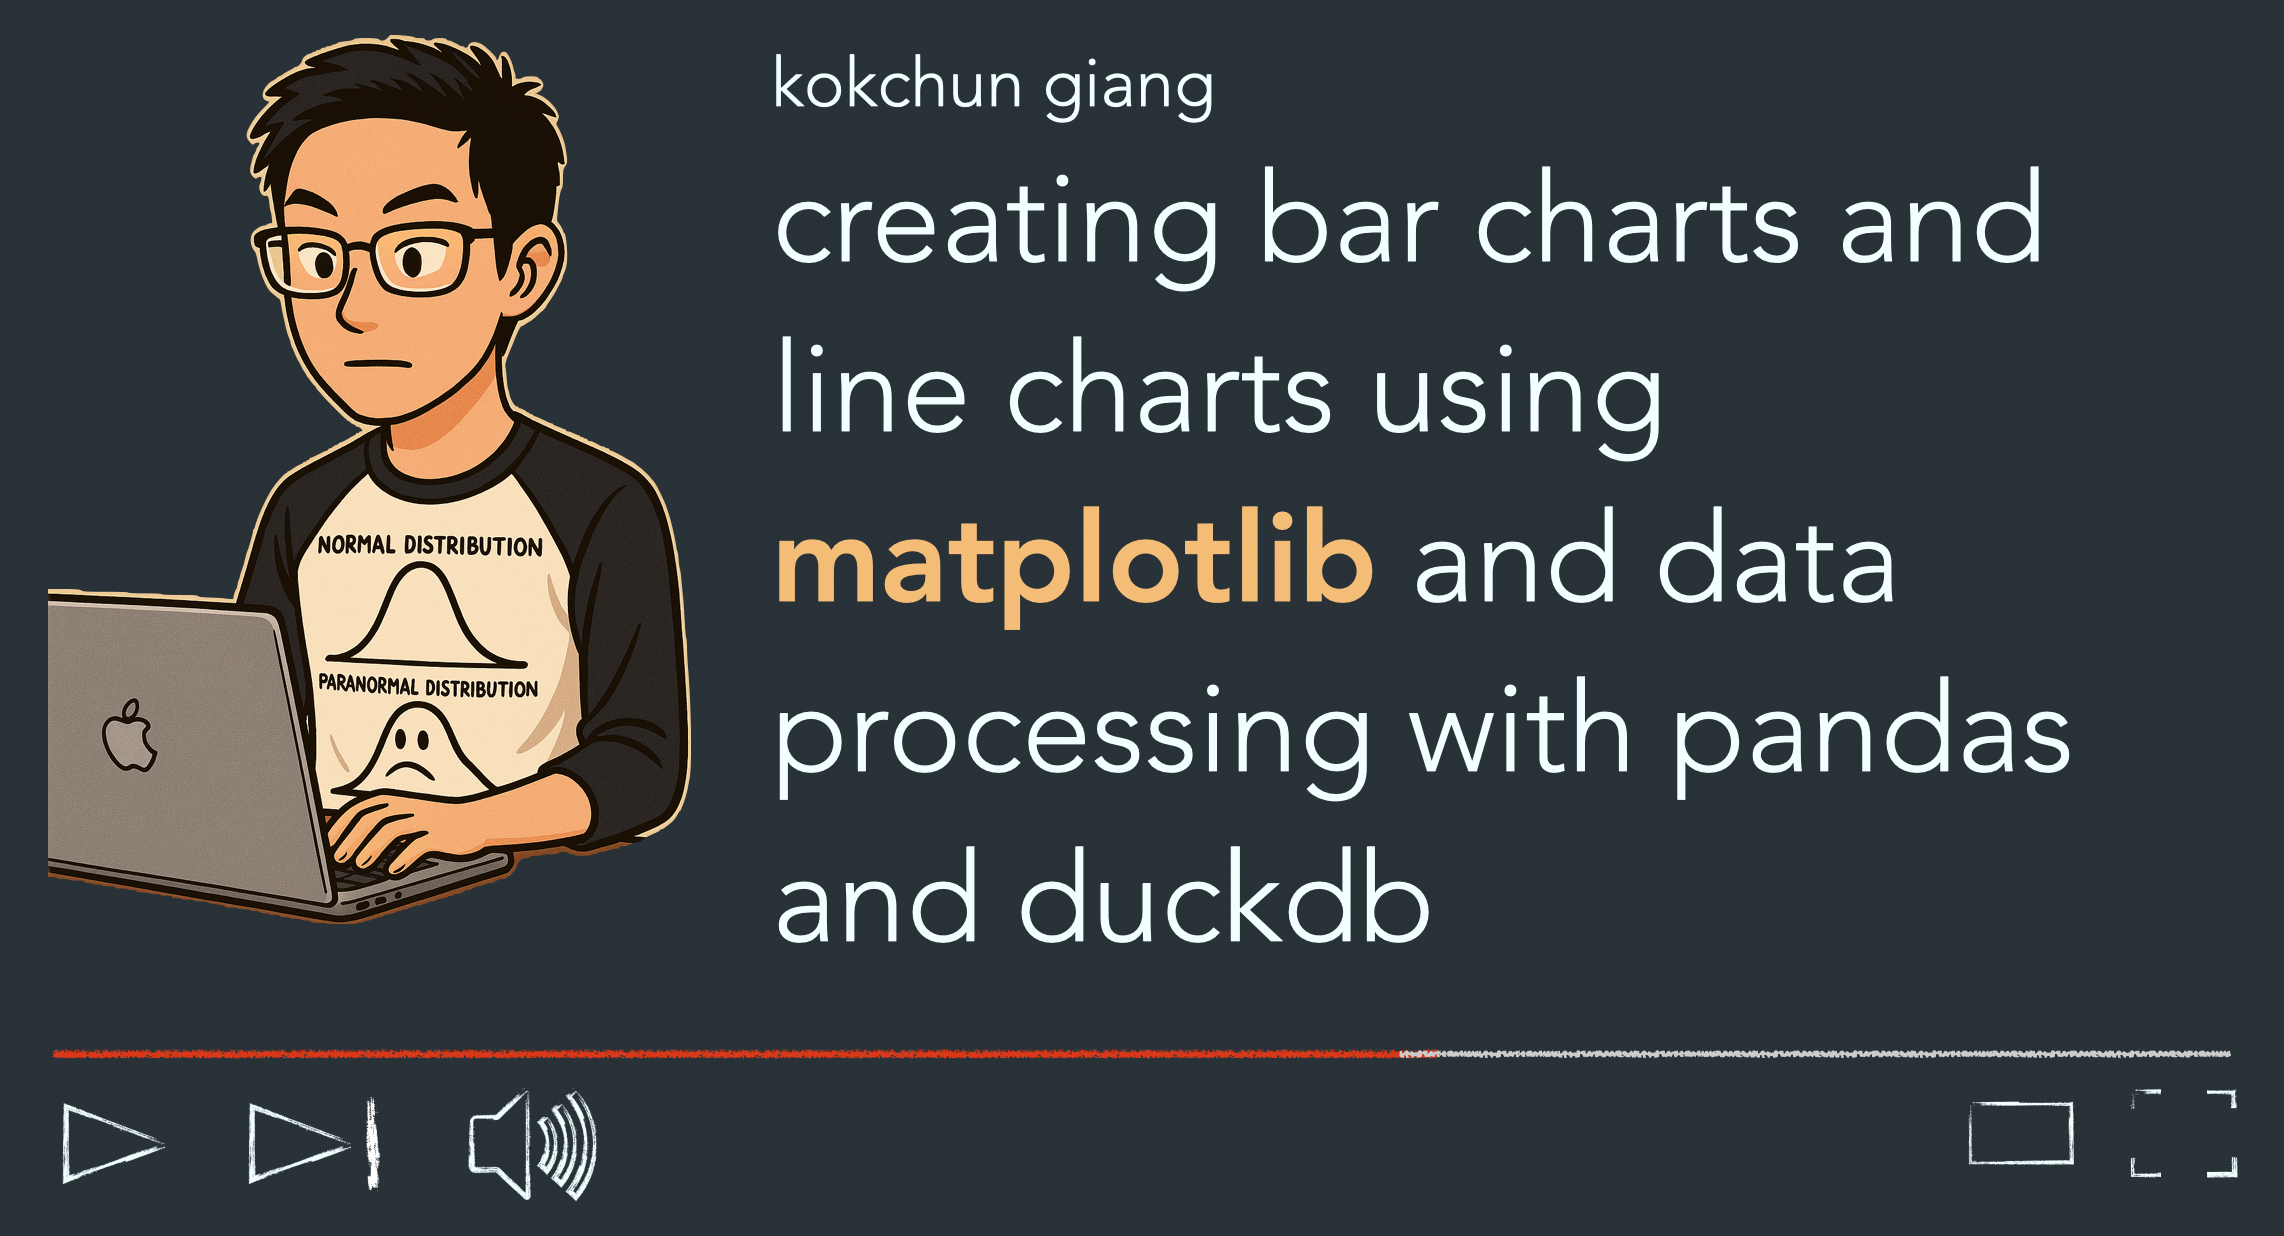 kokchun giang
creating bar charts and
line charts using
matplotlib and data
processing with pandas
and duckdb
NORMAL DISTRIBUTION
PARANORMAL DISTRIBUTION